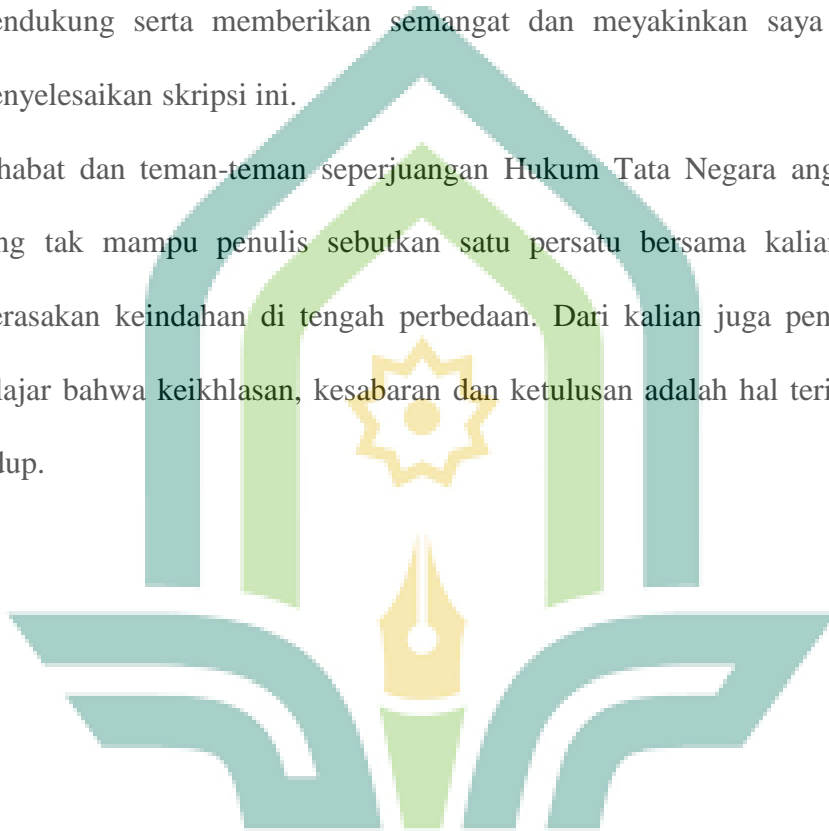 endukung serta memberikan semangat dan meyakinkan saya
enyelesaikan skripsi ini.
habat dan teman-teman seperjuangan Hukum Tata Negara ang
ng tak mampu penulis sebutkan satu persatu bersama kalian
erasakan keindahan di tengah perbedaan. Dari kalian juga pen
lajar bahwa keikhlasan, kesabaran dan ketulusan adalah hal teri
dup.